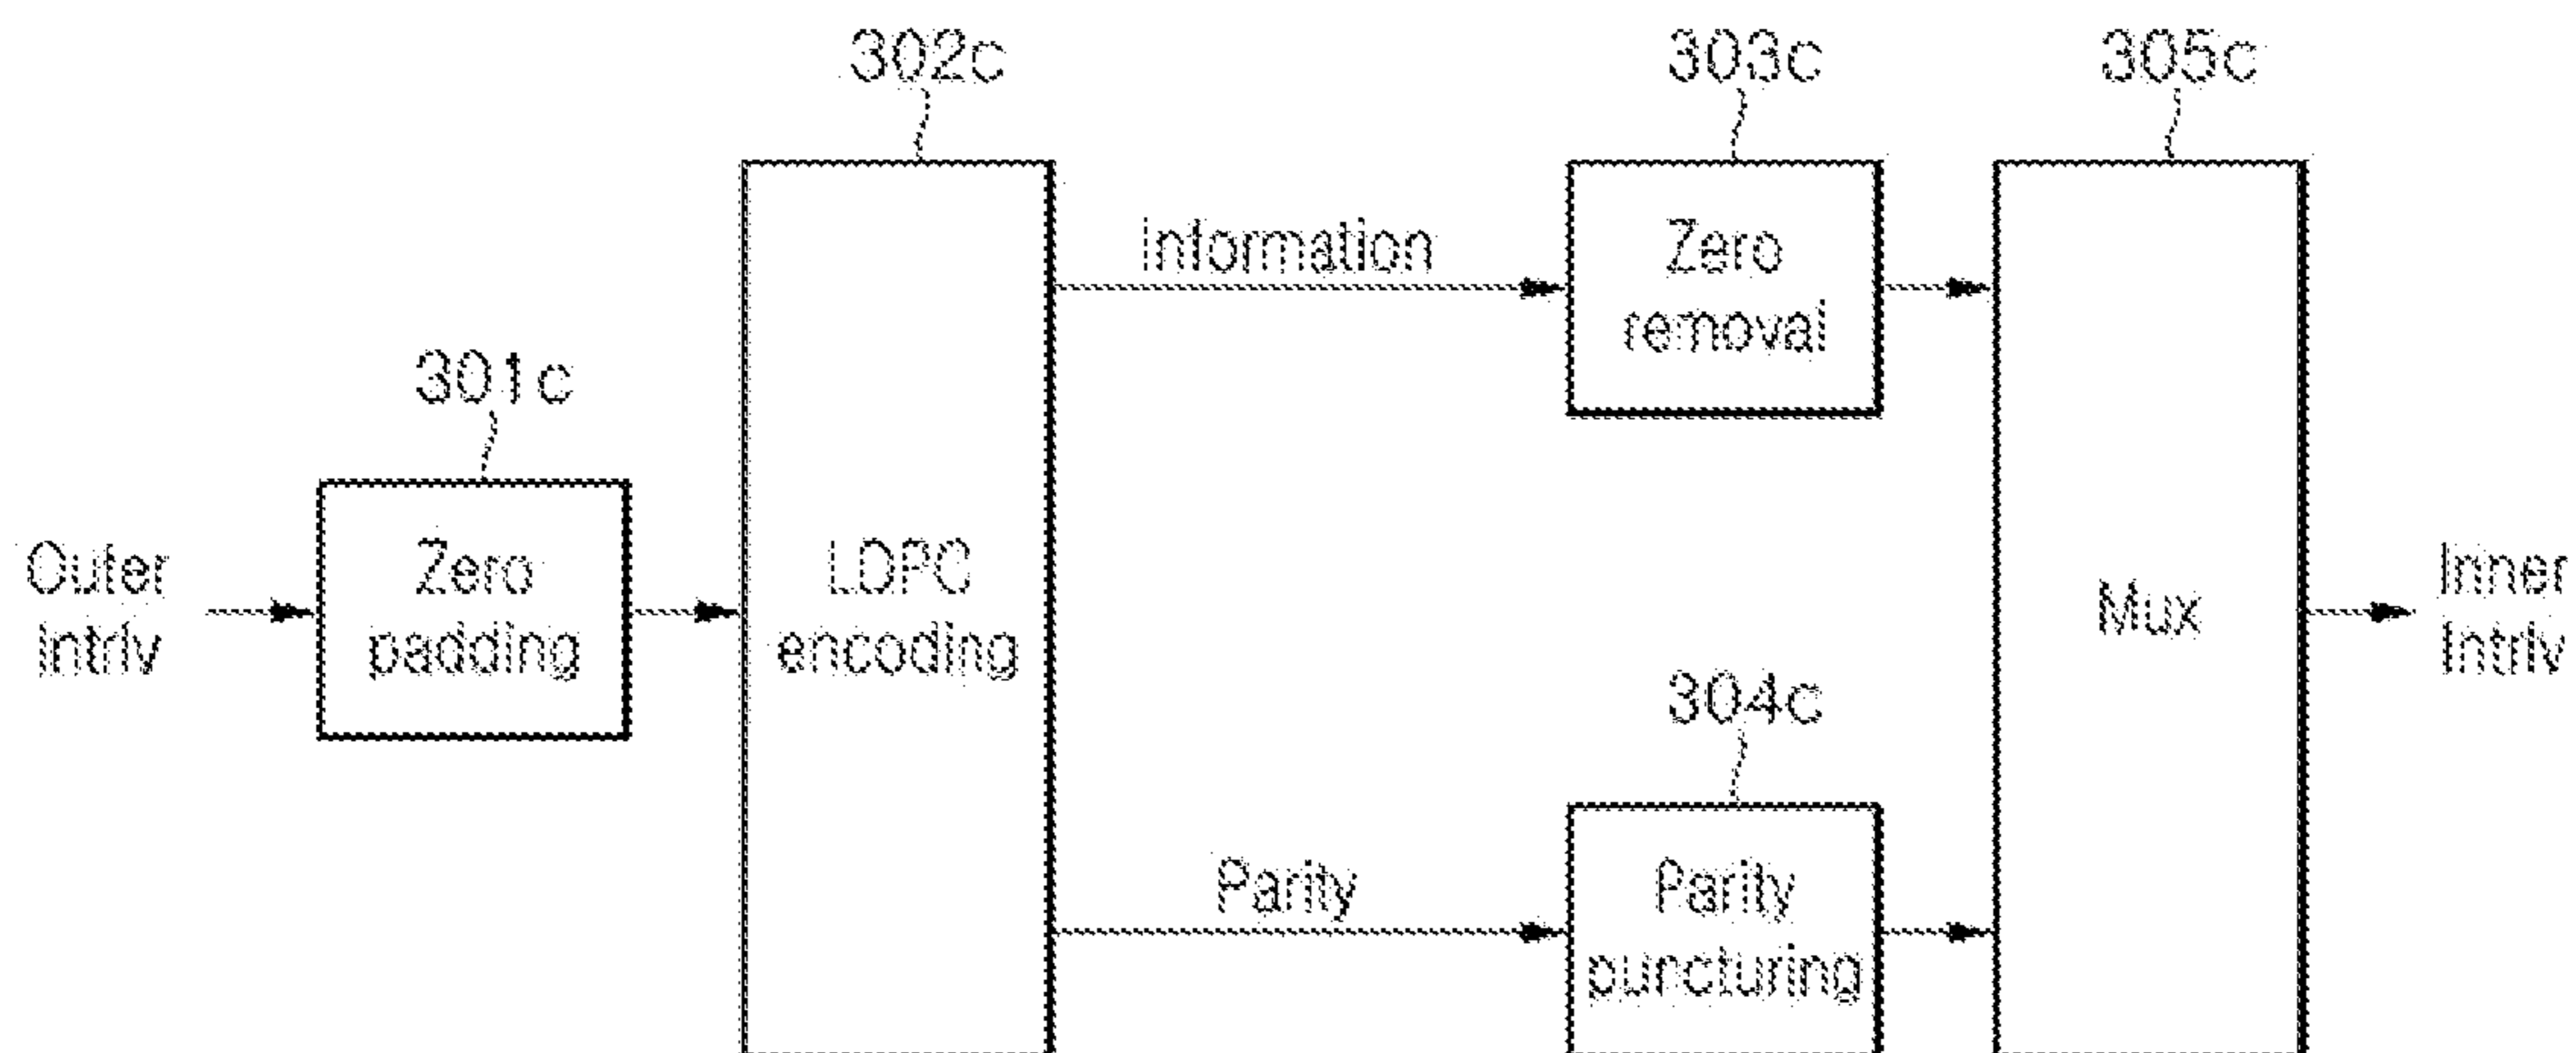 302c
303c
305c
Information
Zero
removal
301c
Outer
Intrlv
Zero
padding
LDPC
encoding
Mux
Inner
Intrlv
304c
Parity
Parity
puncturing